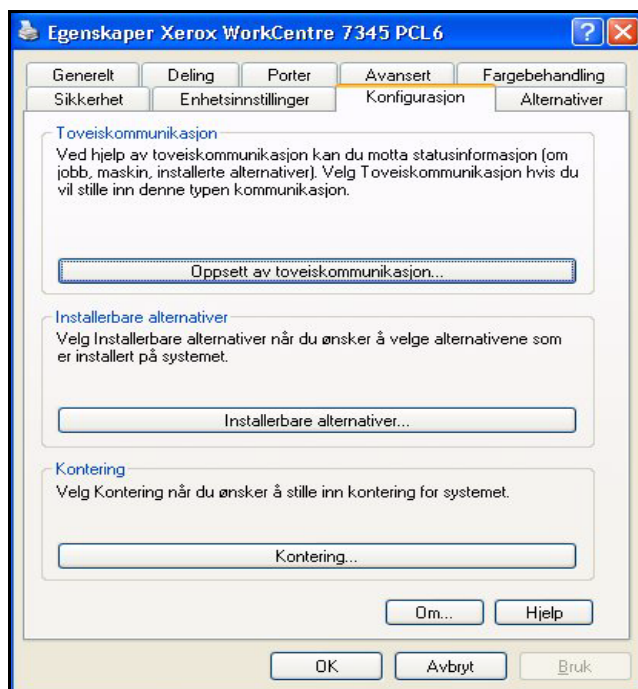 Egenskaper Xerox WorkCentre 7345 PCL6
Generelt Deling Porter Avansert Fargebehandling
Sikkerhet Enhetsinnstillinger Konfigurasjon Alternativer
Toveiskommunikasjon
Ved hjelp av toveiskommunikasjon kan du motta statusinformasjon (om
jobb, maskin, installerte alternativer). Velg Toveiskommunikasjon hvis du
vil stille inn denne typen kommunikasjon.
Oppsett av toveiskommunikasjon...
Installerbare alternativer
Velg Installerbare alternativer når du ønsker å velge alternativene som
er installert på systemet.
Installerbare alternativer...
Kontering
Velg Kontering når du ønsker å stille inn kontering for systemet.
Kontering...
Om... Hjelp
OK Avbryt Bruk